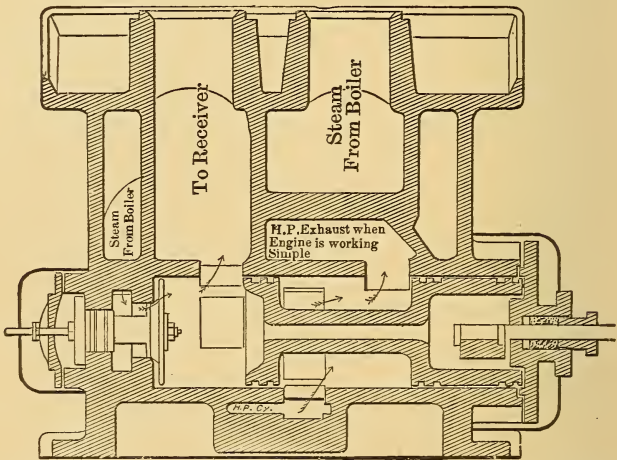 To Receiver
Steam
From Boiler
Steam
From Boiler
H.P.Exhaust when
Engine is working
Simple
H.P. Cy.